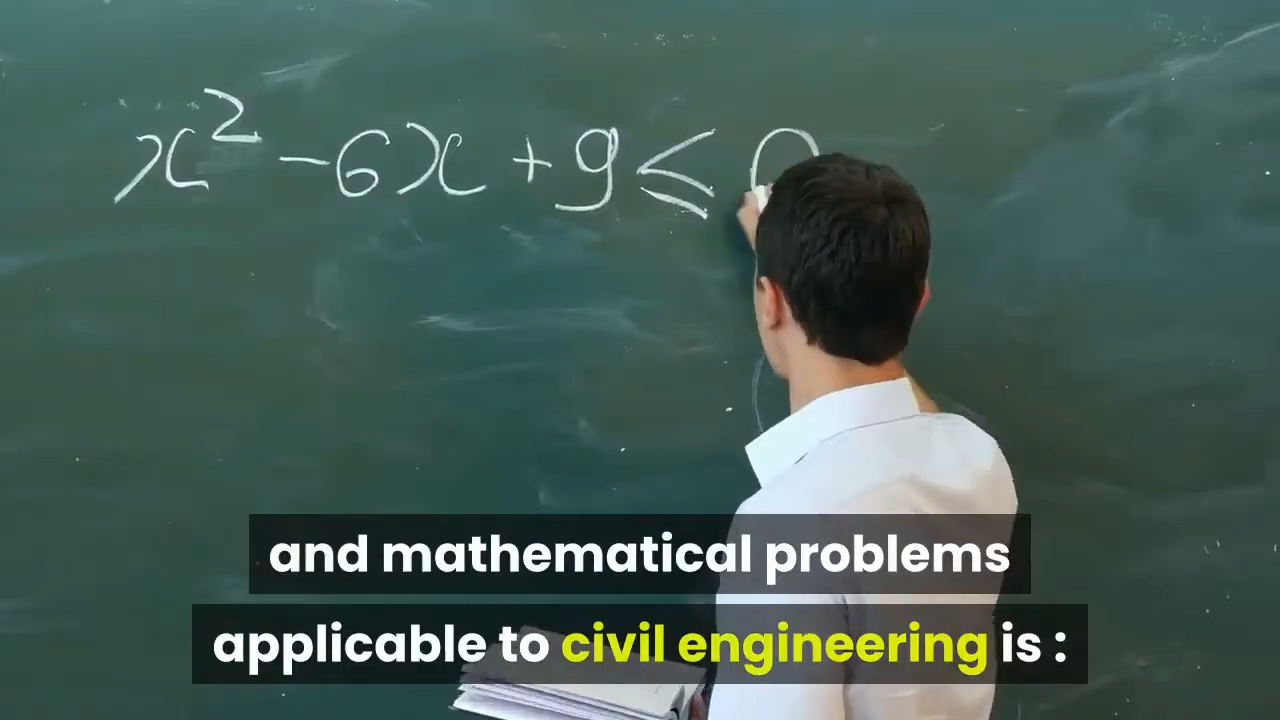 x² - 6x + 9 ≤ 0
and mathematical problems
applicable to civil engineering is :